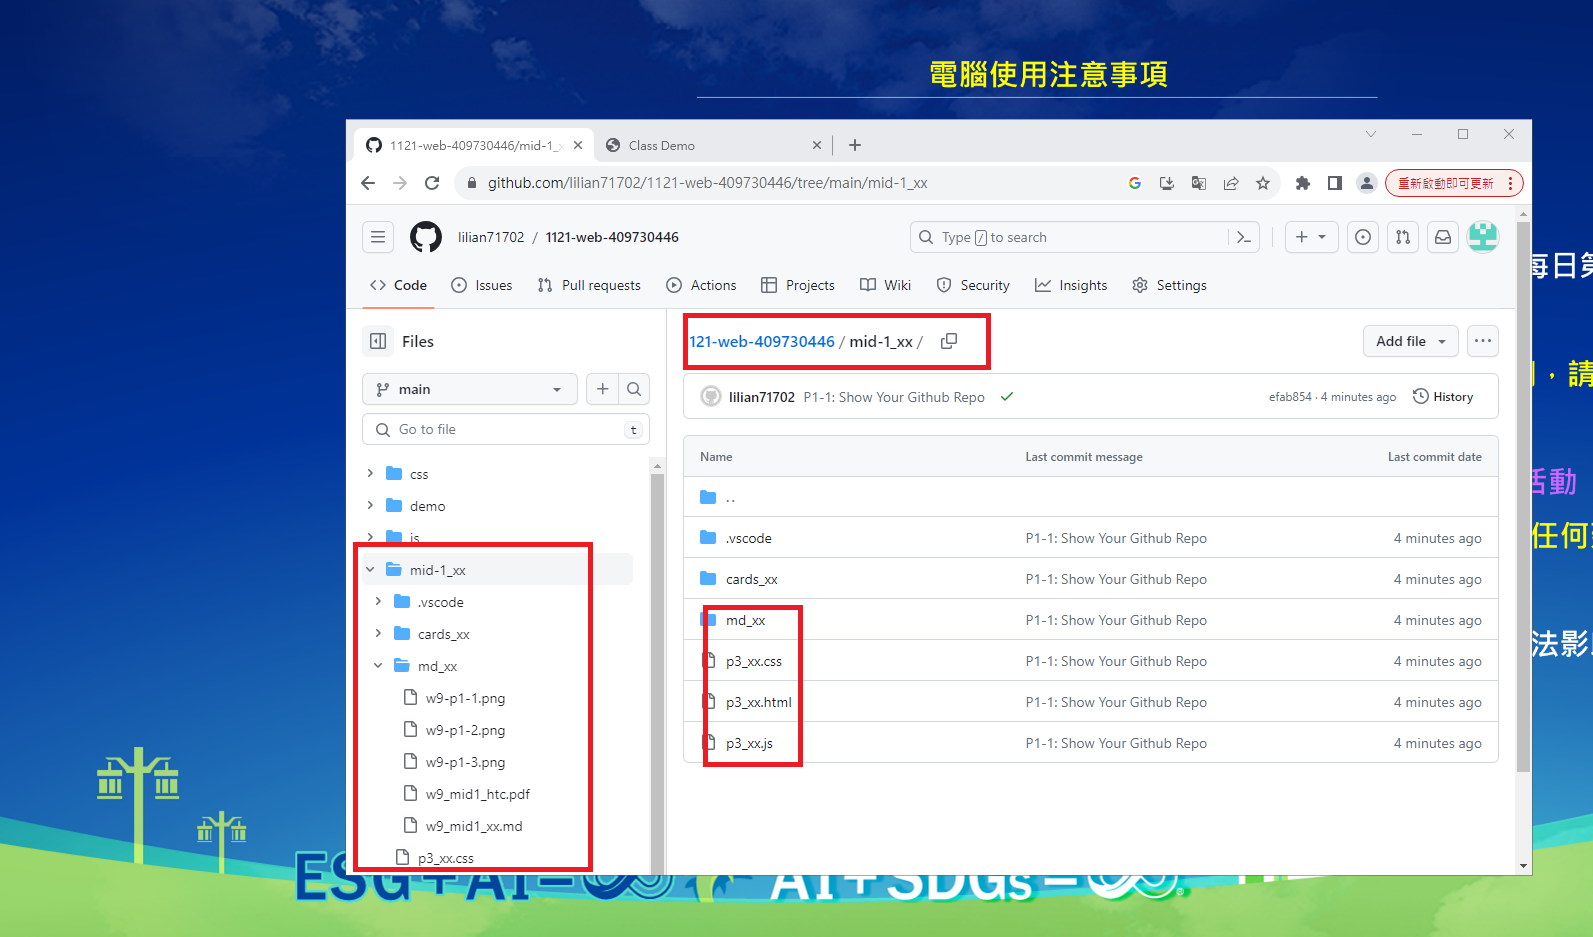 電腦使用注意事項
1121-web-409730446/mid-1_x
Class Demo
github.com/lilian71702/1121-web-409730446/tree/main/mid-1_xx
重新啟動即可更新
lilian71702 / 1121-web-409730446
Type / to search
Code
Issues
Pull requests
Actions
Projects
Wiki
Security
Insights
Settings
每日第
Files
121-web-409730446 / mid-1_xx /
Add file
main
lilian71702 P1-1: Show Your Github Repo
efab854 · 4 minutes ago
History
，請
Go to file
t
Name
Last commit message
Last commit date
css
demo
js
mid-1_xx
.vscode
cards_xx
md_xx
w9-p1-1.png
w9-p1-2.png
w9-p1-3.png
w9_mid1_htc.pdf
w9_mid1_xx.md
p3_xx.css
..
.vscode P1-1: Show Your Github Repo 4 minutes ago
cards_xx P1-1: Show Your Github Repo 4 minutes ago
md_xx P1-1: Show Your Github Repo 4 minutes ago
p3_xx.css P1-1: Show Your Github Repo 4 minutes ago
p3_xx.html P1-1: Show Your Github Repo 4 minutes ago
p3_xx.js P1-1: Show Your Github Repo 4 minutes ago
活動
任何
法影
ESG+AI=
AI+SDGs=